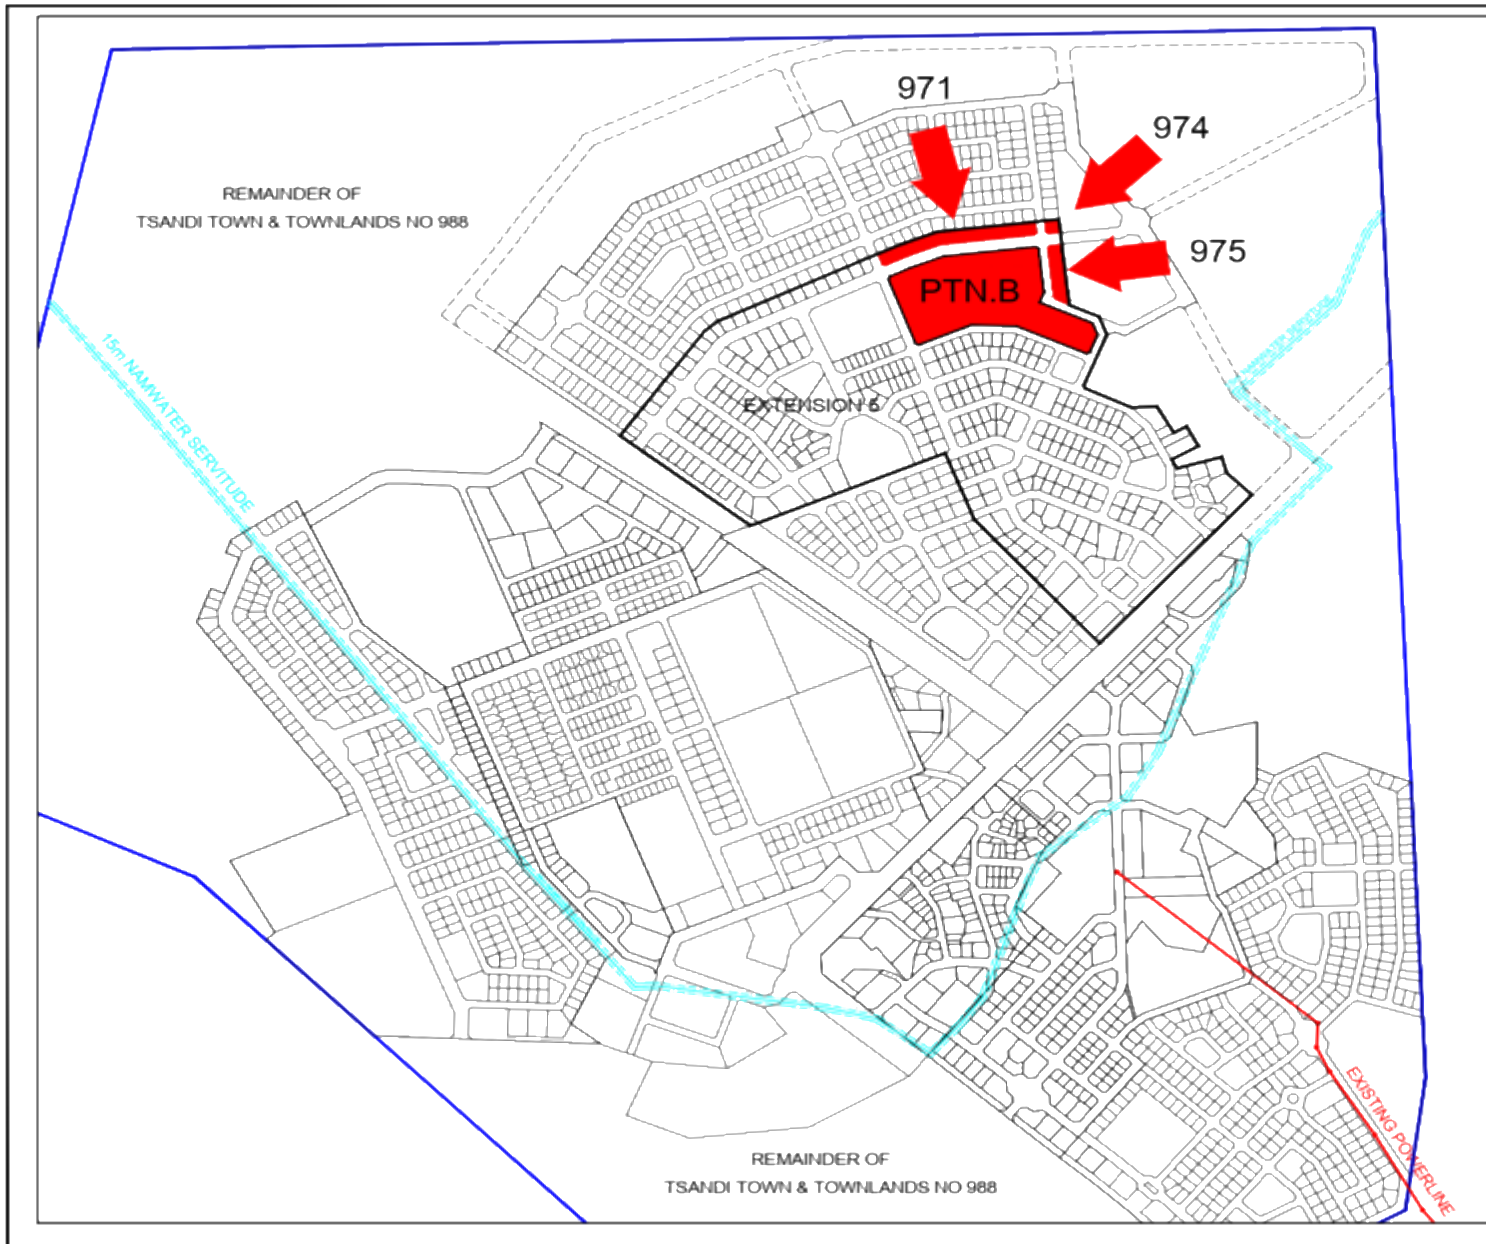 971
974
REMAINDER OF
TSANDI TOWN & TOWNLANDS NO 988
975
PTN.B
15m NAMWATER SERVITUDE
EXTENSION 5
EXISTING POWERLINE
REMAINDER OF
TSANDI TOWN & TOWNLANDS NO 988